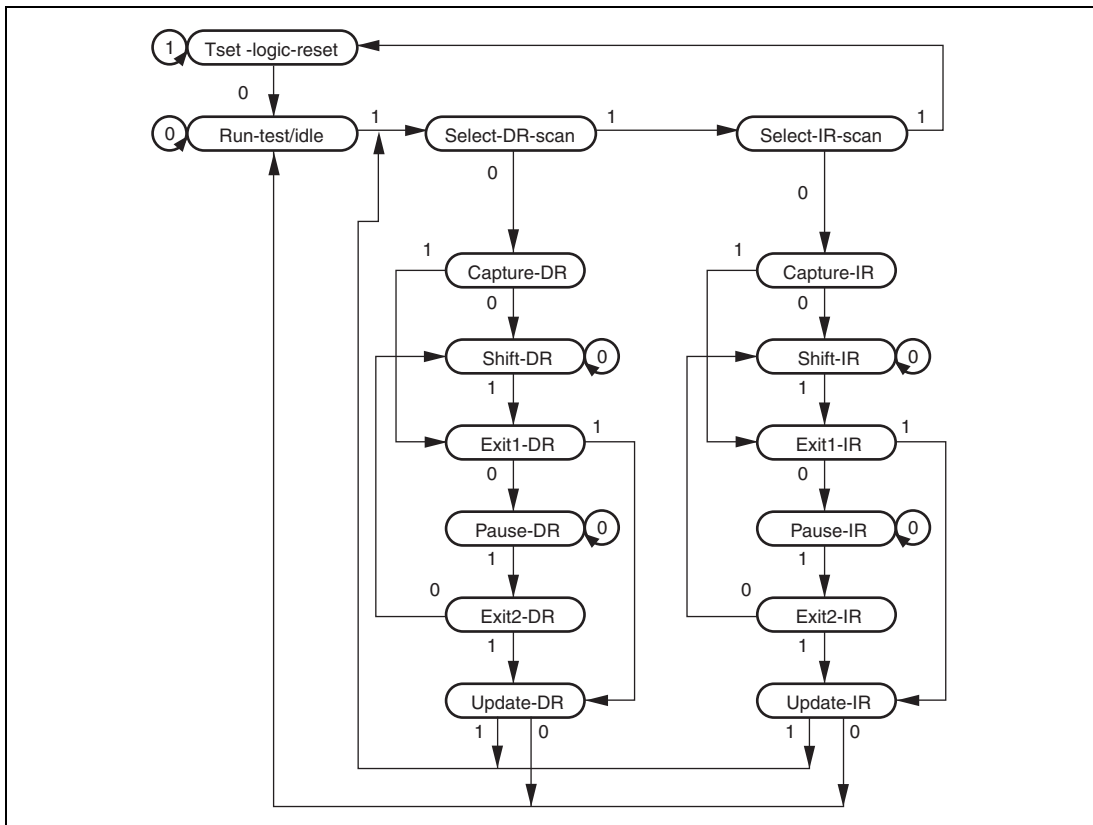 1 Tset -logic-reset
0
0 Run-test/idle 1 Select-DR-scan 1 Select-IR-scan 1
0 0
1 Capture-DR 1 Capture-IR
0 0
Shift-DR 0 Shift-IR 0
1 1
Exit1-DR 1 Exit1-IR 1
0 0
Pause-DR 0 Pause-IR 0
1 1
0 Exit2-DR 0 Exit2-IR
1 1
Update-DR Update-IR
1 0 1 0